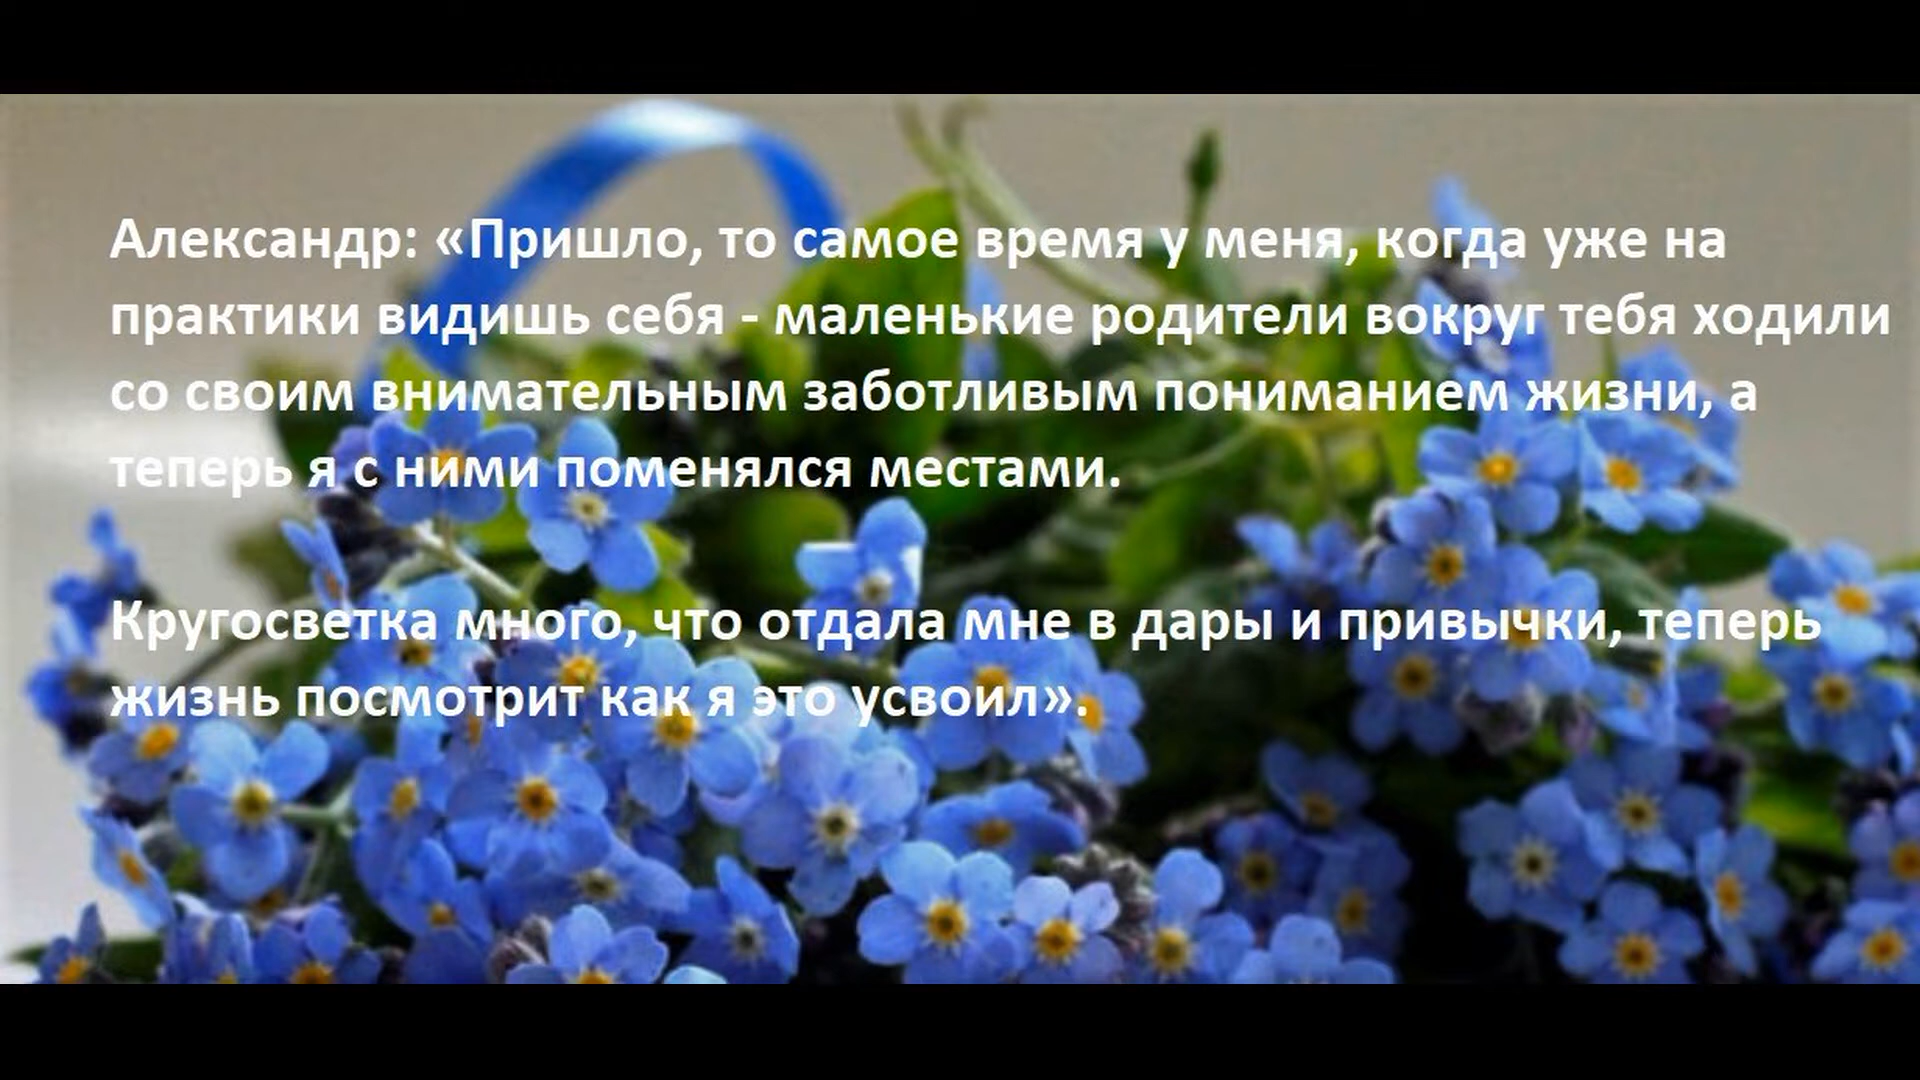 Александр: «Пришло, то самое время у меня, когда уже на
практики видишь себя - маленькие родители вокруг тебя ходили
со своим внимательным заботливым пониманием жизни, а
теперь я с ними поменялся местами.
Кругосветка много, что отдала мне в дары и привычки, теперь
жизнь посмотрит как я это усвоил».